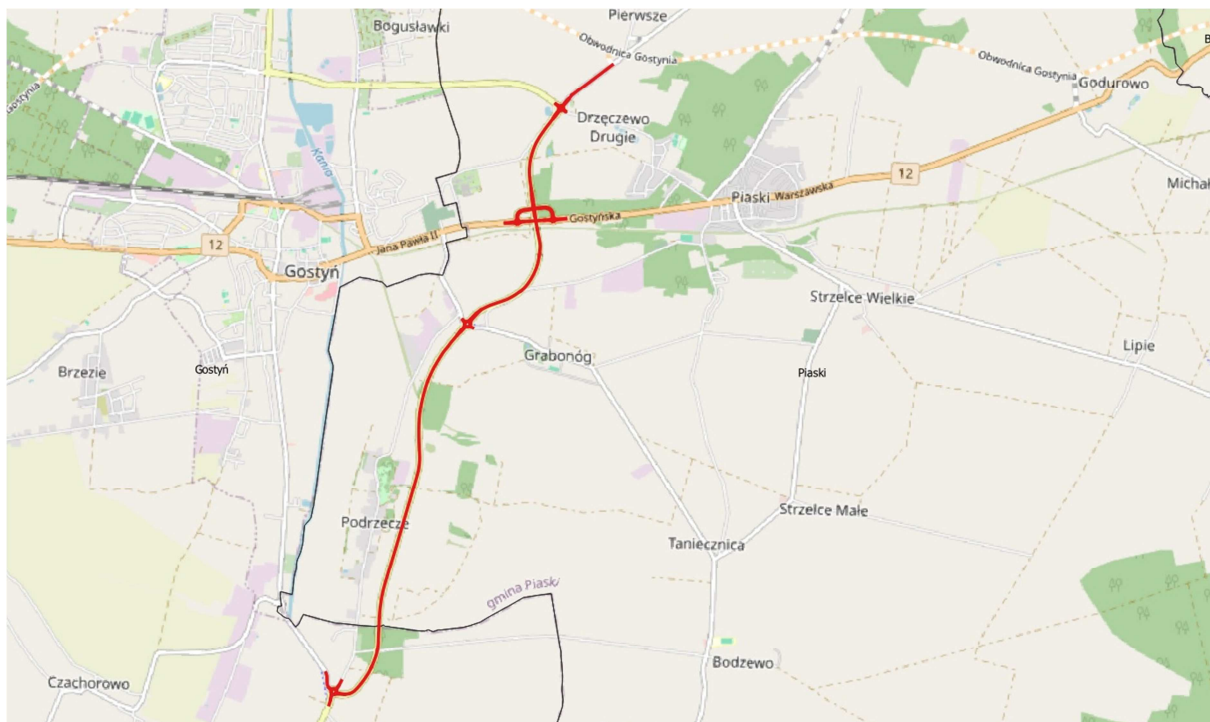 Pierwsze
Bogusławki
Obwodnica Gostynia
Obwodnica Gostynia
Gostynia
Godurowo
Kania
Drzęczewo
Drugie
12
Michał
Piaski
Warszawska
Gostyńska
Jana Pawła II
12
Gostyń
Strzelce Wielkie
Lipie
Grabonóg
Brzezie
Gostyń
Piaski
Strzelce Małe
Podrzecze
Taniecznica
gmina Piaski
Bodzewo
Czachorowo